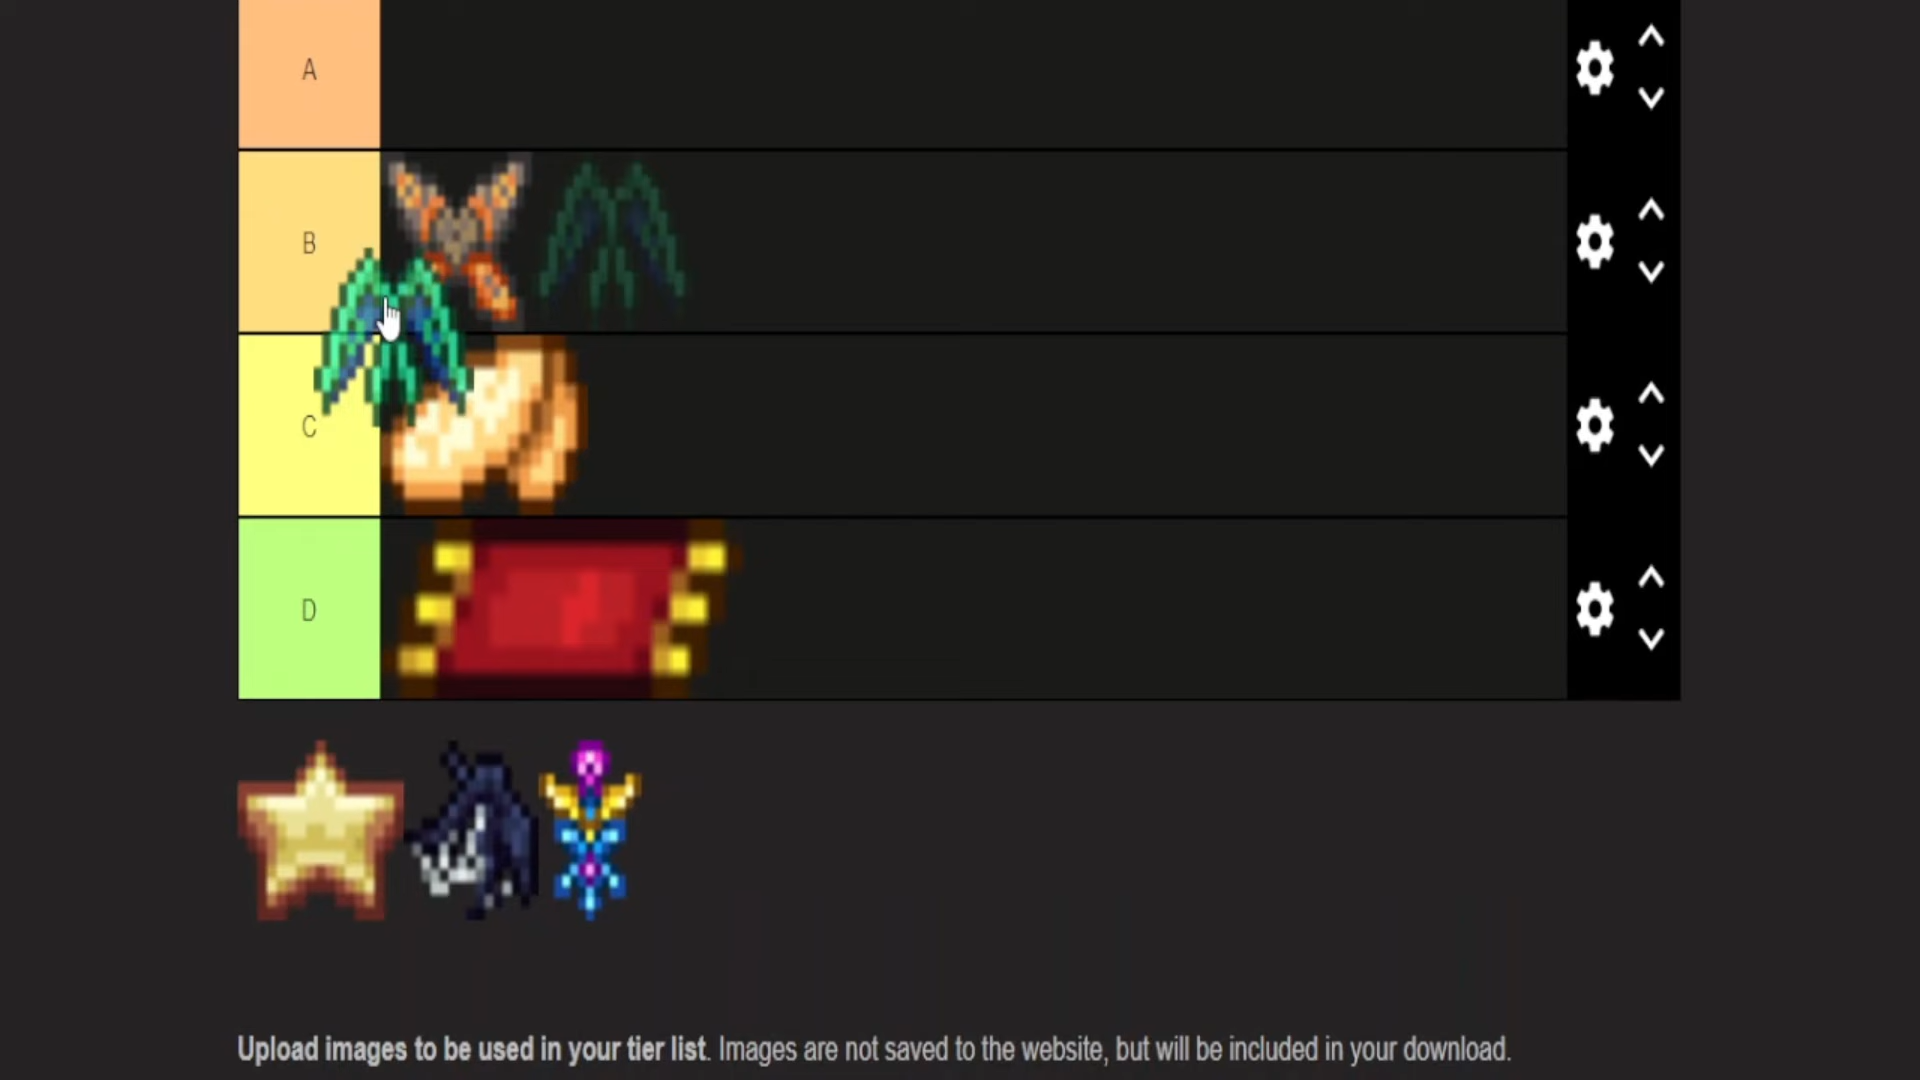 A
B
C
D
Upload images to be used in your tier list. Images are not saved to the website, but will be included in your download.